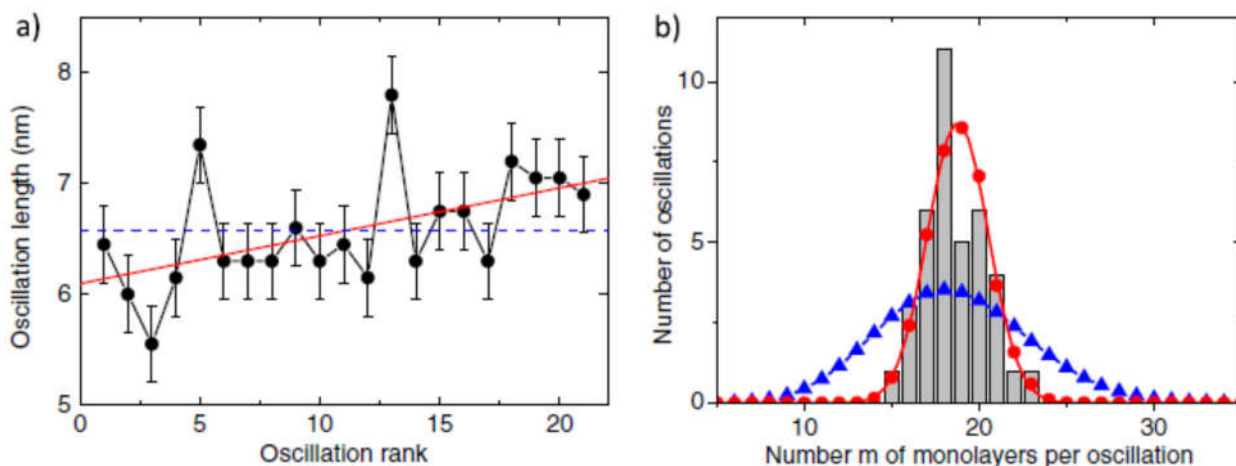 a)
8
7
6
5
Oscillation length (nm)
0 5 10 15 20
Oscillation rank
b)
10
5
0
Number of oscillations
10 20 30
Number m of monolayers per oscillation